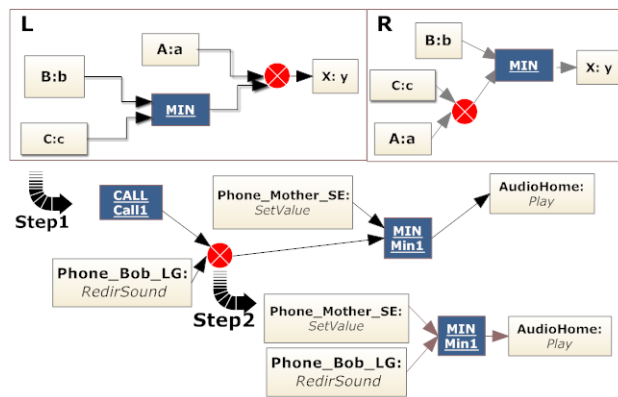 L
R
A:a
B:b
B:b
X: y
MIN
X: y
MIN
C:c
C:c
A:a
Step1
CALL
Call1
Phone_Mother_SE:
SetValue
AudioHome:
Play
MIN
Min1
Phone_Bob_LG:
RedirSound
Step2
Phone_Mother_SE:
SetValue
MIN
Min1
AudioHome:
Play
Phone_Bob_LG:
RedirSound